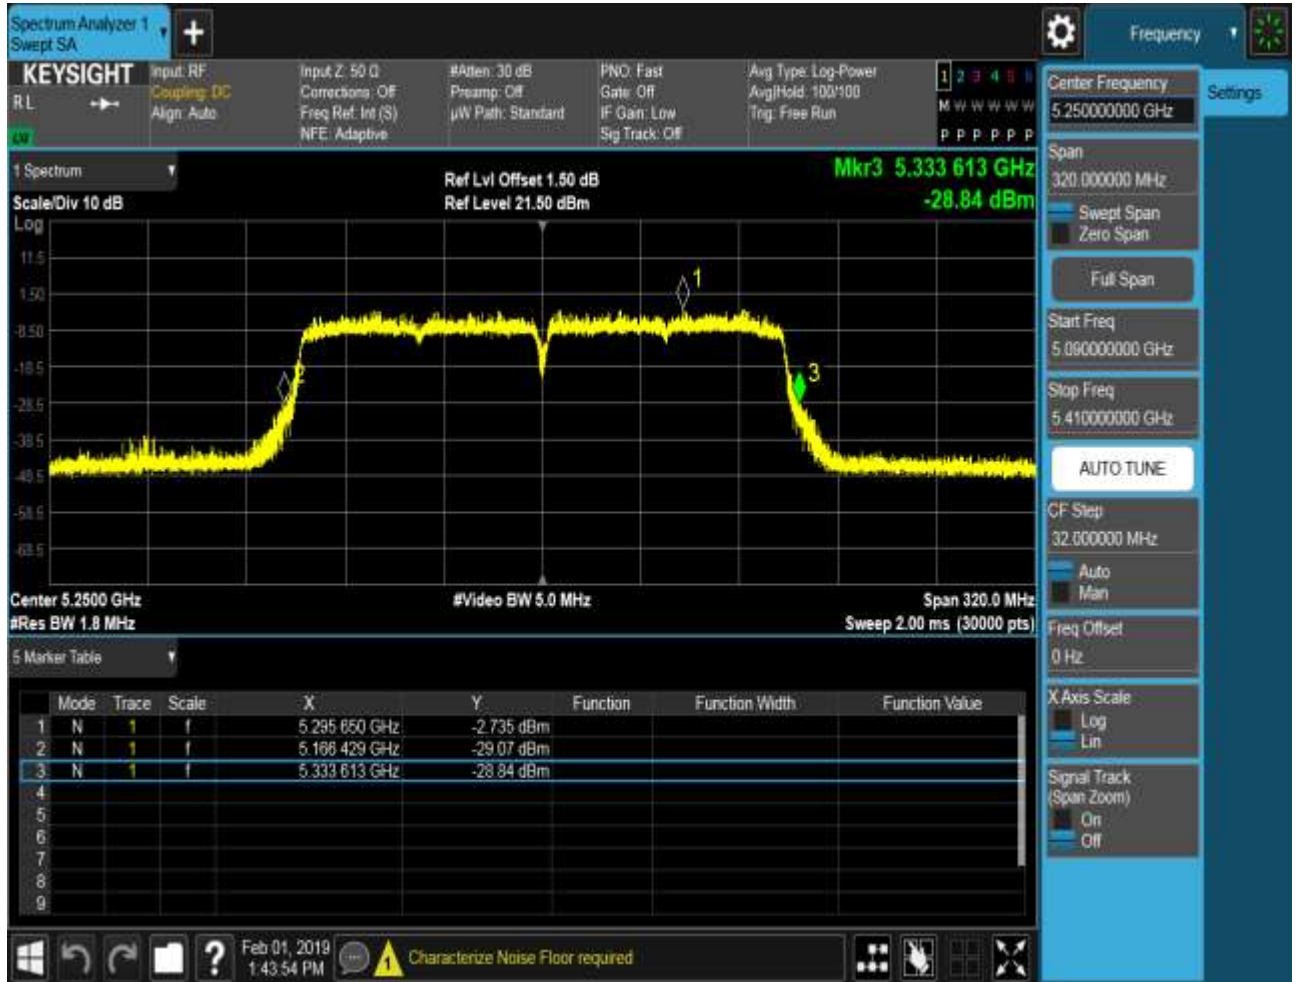 Spectrum Analyzer 1
Swept SA
+
Frequency
KEYSIGHT
RL
Input: RF
Coupling: DC
Align: Auto
Input Z: 50 Ω
Corrections: Off
Freq Ref: Int (S)
NFE: Adaptive
#Atten: 30 dB
Preamp: Off
µW Path: Standard
PNO: Fast
Gate: Off
IF Gain: Low
Sig Track: Off
Avg Type: Log-Power
Avg|Hold: 100/100
Trig: Free Run
1 2 3 4 5 6
M W W W W W
P P P P P P
1 Spectrum
Scale/Div 10 dB
Ref Lvl Offset 1.50 dB
Ref Level 21.50 dBm
Mkr3 5.333 613 GHz
-28.84 dBm
Log
11.5
1.50
-8.50
-18.5
-28.5
-38.5
-48.5
-58.5
-68.5
1
2
3
Center 5.2500 GHz
#Res BW 1.8 MHz
#Video BW 5.0 MHz
Span 320.0 MHz
Sweep 2.00 ms (30000 pts)
5 Marker Table
Mode Trace Scale X Y Function Function Width Function Value
1 N 1 f 5.295 650 GHz -2.735 dBm
2 N 1 f 5.166 429 GHz -29.07 dBm
3 N 1 f 5.333 613 GHz -28.84 dBm
4
5
6
7
8
9
Feb 01, 2019
1:43:54 PM
?
1
Characterize Noise Floor required
Settings
Center Frequency
5.250000000 GHz
Span
320.000000 MHz
Swept Span
Zero Span
Full Span
Start Freq
5.090000000 GHz
Stop Freq
5.410000000 GHz
AUTO TUNE
CF Step
32.000000 MHz
Auto
Man
Freq Offset
0 Hz
X Axis Scale
Log
Lin
Signal Track
(Span Zoom)
On
Off